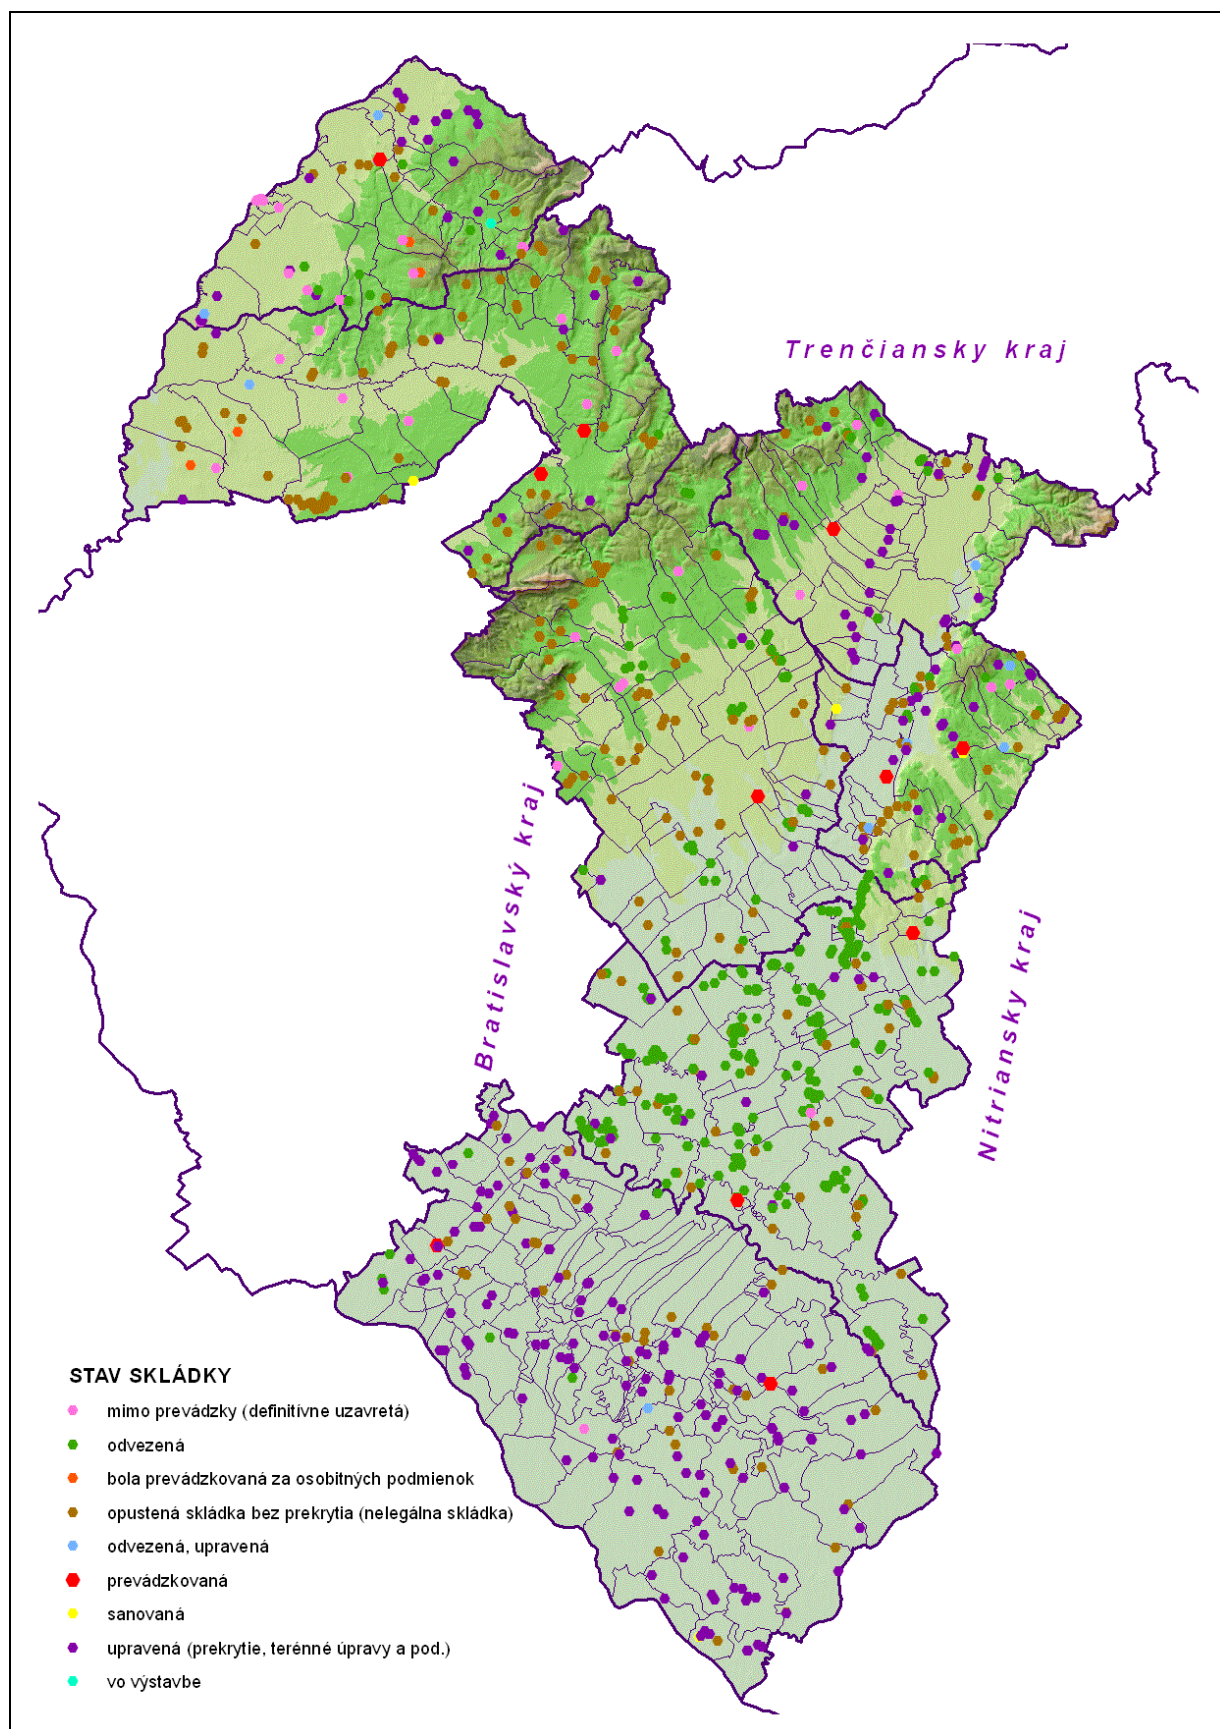 Trenčiansky kraj
Bratislavský kraj
Nitriansky kraj
STAV SKLÁDKY
mimo prevádzky (definitívne uzavretá)
odvezená
bola prevádzkovaná za osobitných podmienok
opustená skládka bez prekrytia (nelegálna skládka)
odvezená, upravená
prevádzkovaná
sanovaná
upravená (prekrytie, terénne úpravy a pod.)
vo výstavbe